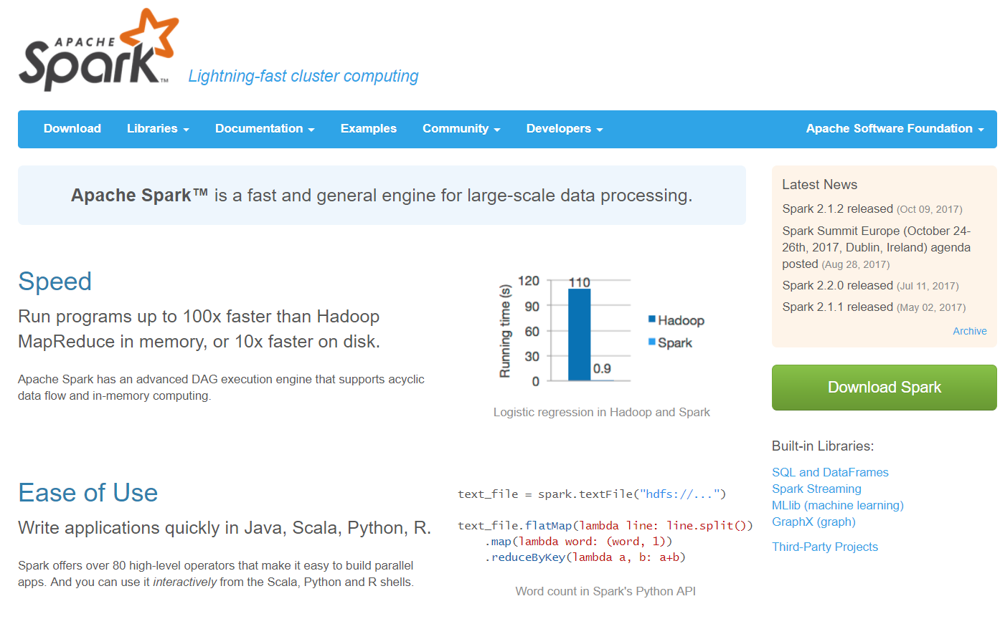 APACHE
Spark™
Lightning-fast cluster computing
Download Libraries Documentation Examples Community Developers Apache Software Foundation
Apache Spark™ is a fast and general engine for large-scale data processing.
Speed
Run programs up to 100x faster than Hadoop
MapReduce in memory, or 10x faster on disk.
Apache Spark has an advanced DAG execution engine that supports acyclic
data flow and in-memory computing.
Running time (s)
120
90
60
30
0
110
0.9
Hadoop
Spark
Logistic regression in Hadoop and Spark
Ease of Use
Write applications quickly in Java, Scala, Python, R.
Spark offers over 80 high-level operators that make it easy to build parallel
apps. And you can use it interactively from the Scala, Python and R shells.
text_file = spark.textFile("hdfs://...")
text_file.flatMap(lambda line: line.split())
    .map(lambda word: (word, 1))
    .reduceByKey(lambda a, b: a+b)
Word count in Spark's Python API
Latest News
Spark 2.1.2 released (Oct 09, 2017)
Spark Summit Europe (October 24-
26th, 2017, Dublin, Ireland) agenda
posted (Aug 28, 2017)
Spark 2.2.0 released (Jul 11, 2017)
Spark 2.1.1 released (May 02, 2017)
Archive
Download Spark
Built-in Libraries:
SQL and DataFrames
Spark Streaming
MLlib (machine learning)
GraphX (graph)
Third-Party Projects